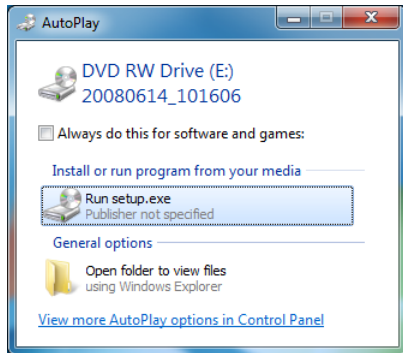 AutoPlay
DVD RW Drive (E:)
20080614_101606
Always do this for software and games:
Install or run program from your media
Run setup.exe
Publisher not specified
General options
Open folder to view files
using Windows Explorer
View more AutoPlay options in Control Panel